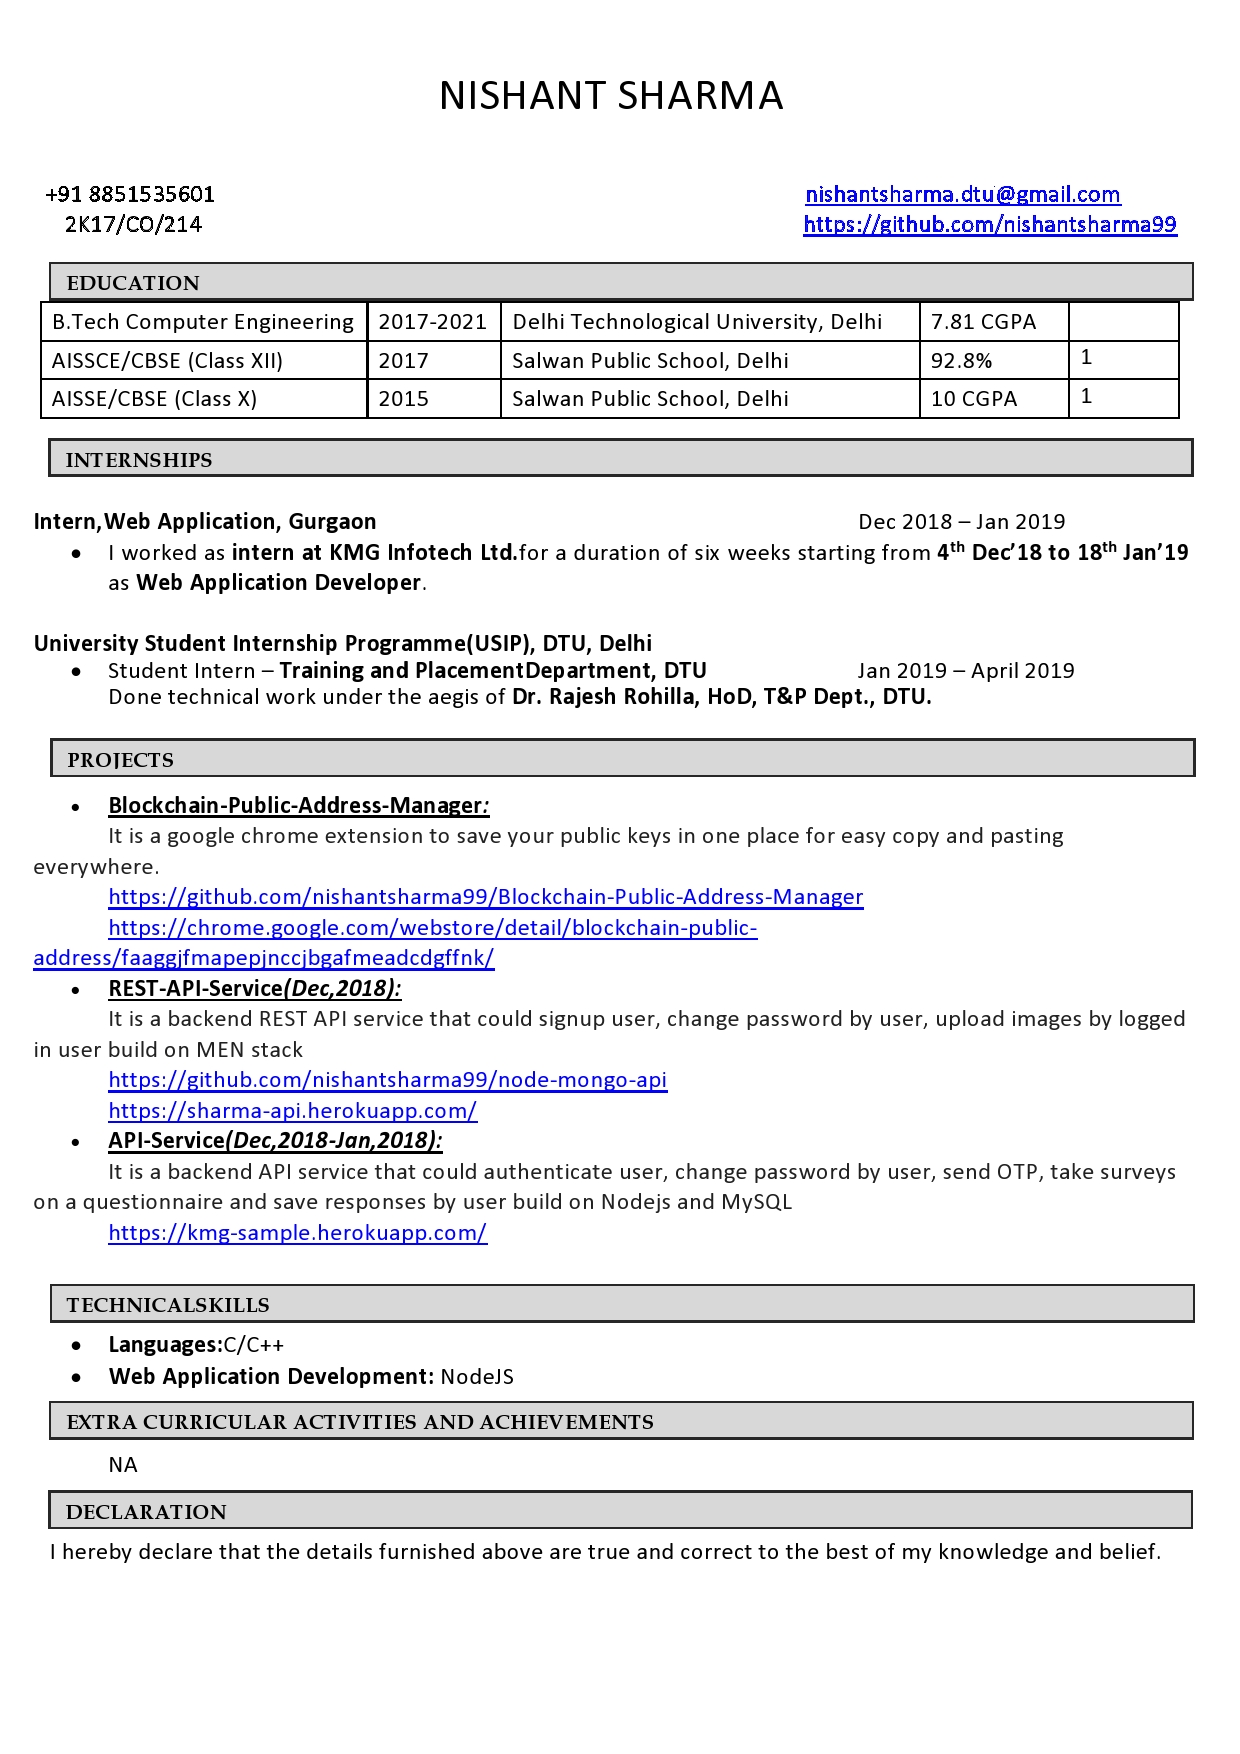 NISHANT SHARMA
+91 8851535601 nishantsharma.dtu@gmail.com
2K17/CO/214 https://github.com/nishantsharma99
EDUCATION
B.Tech Computer Engineering 2017-2021 Delhi Technological University, Delhi 7.81 CGPA
AISSCE/CBSE (Class XII) 2017 Salwan Public School, Delhi 92.8% 1
AISSE/CBSE (Class X) 2015 Salwan Public School, Delhi 10 CGPA 1
INTERNSHIPS
Intern,Web Application, Gurgaon Dec 2018 – Jan 2019
• I worked as intern at KMG Infotech Ltd.for a duration of six weeks starting from 4th Dec’18 to 18th Jan’19
as Web Application Developer.
University Student Internship Programme(USIP), DTU, Delhi
• Student Intern – Training and PlacementDepartment, DTU Jan 2019 – April 2019
Done technical work under the aegis of Dr. Rajesh Rohilla, HoD, T&P Dept., DTU.
PROJECTS
• Blockchain-Public-Address-Manager:
It is a google chrome extension to save your public keys in one place for easy copy and pasting
everywhere.
https://github.com/nishantsharma99/Blockchain-Public-Address-Manager
https://chrome.google.com/webstore/detail/blockchain-public-
address/faaggjfmapepjnccjbgafmeadcdgffnk/
• REST-API-Service(Dec,2018):
It is a backend REST API service that could signup user, change password by user, upload images by logged
in user build on MEN stack
https://github.com/nishantsharma99/node-mongo-api
https://sharma-api.herokuapp.com/
• API-Service(Dec,2018-Jan,2018):
It is a backend API service that could authenticate user, change password by user, send OTP, take surveys
on a questionnaire and save responses by user build on Nodejs and MySQL
https://kmg-sample.herokuapp.com/
TECHNICALSKILLS
• Languages:C/C++
• Web Application Development: NodeJS
EXTRA CURRICULAR ACTIVITIES AND ACHIEVEMENTS
NA
DECLARATION
I hereby declare that the details furnished above are true and correct to the best of my knowledge and belief.